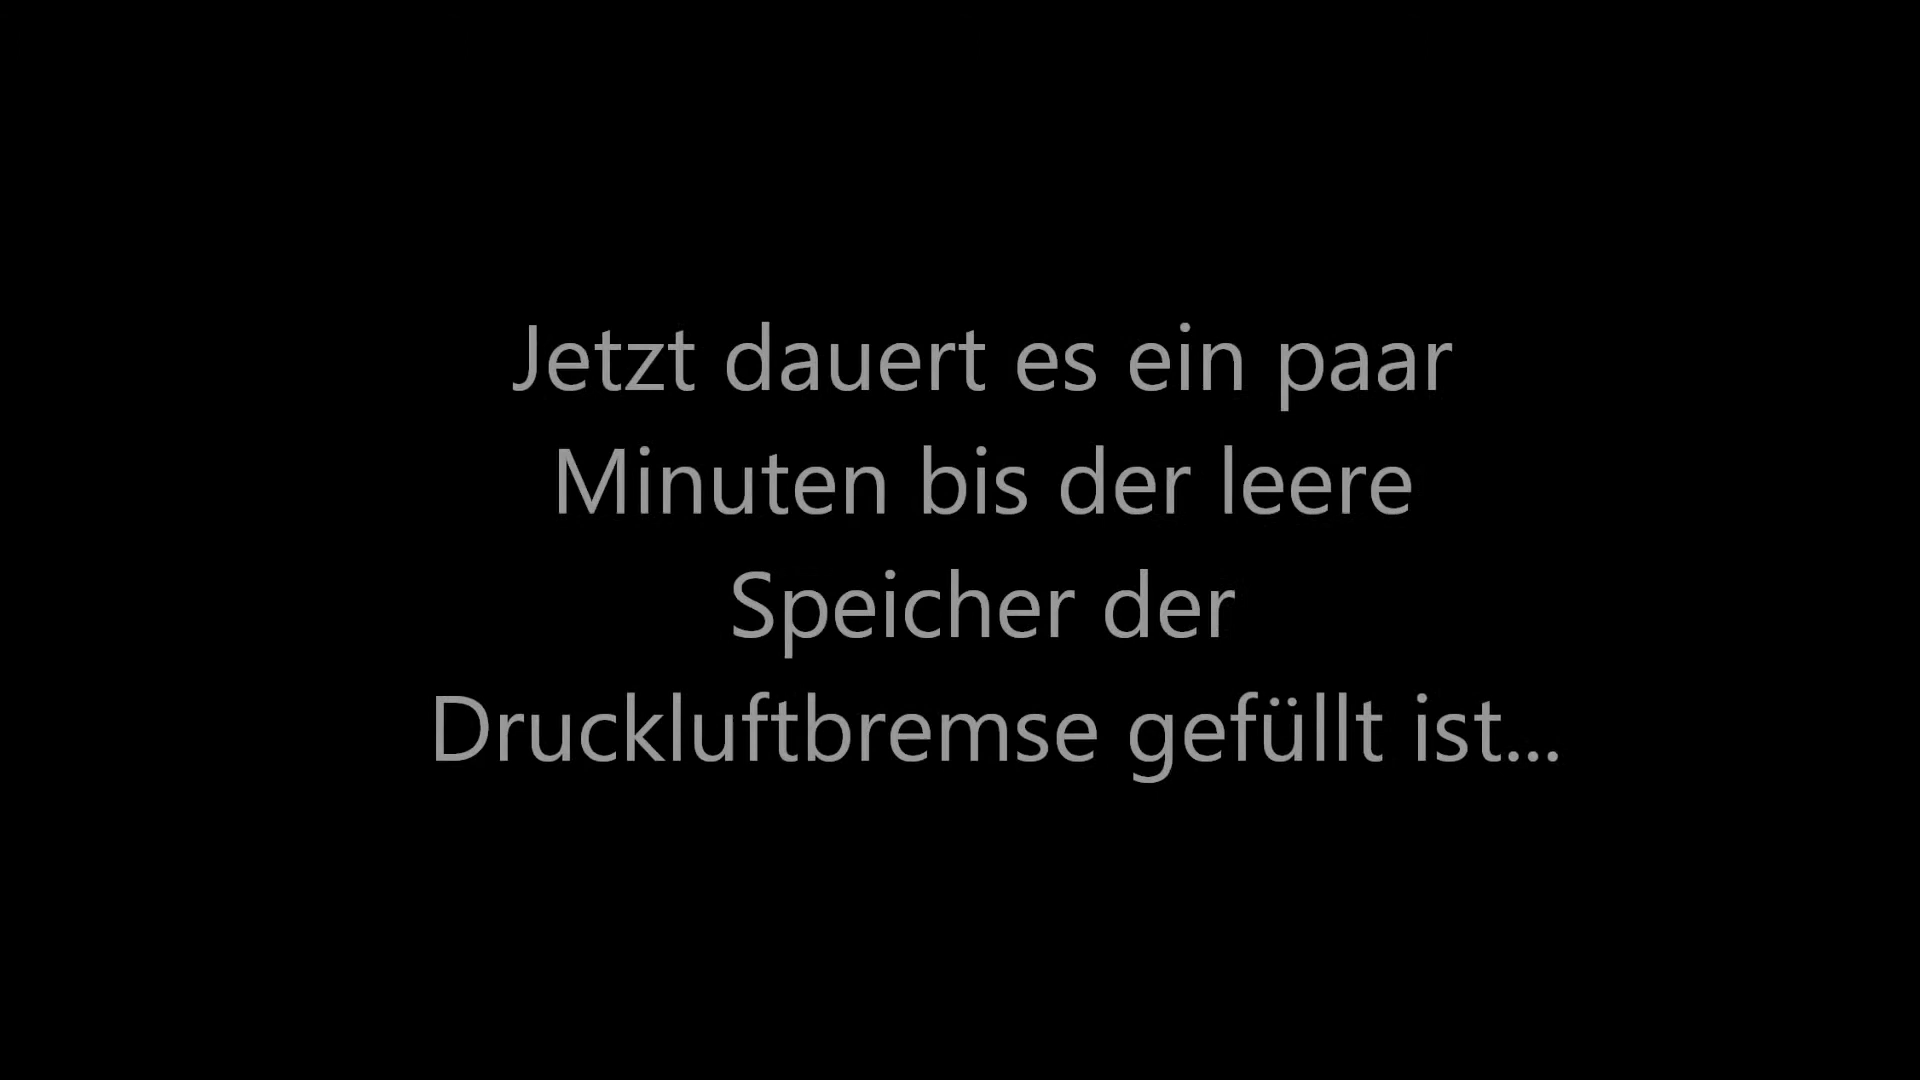 Jetzt dauert es ein paar
Minuten bis der leere
Speicher der
Druckluftbremse gefüllt ist...